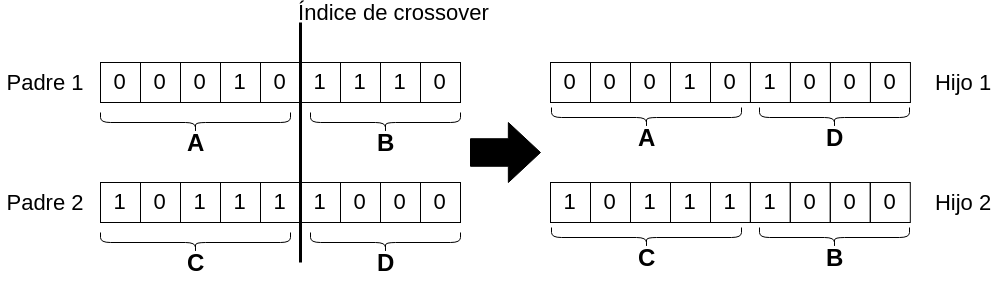 Índice de crossover
Padre 1 0 0 0 1 0 1 1 1 0
A B
Padre 2 1 0 1 1 1 1 0 0 0
C D
0 0 0 1 0 1 0 0 0 Hijo 1
A D
1 0 1 1 1 1 0 0 0 Hijo 2
C B